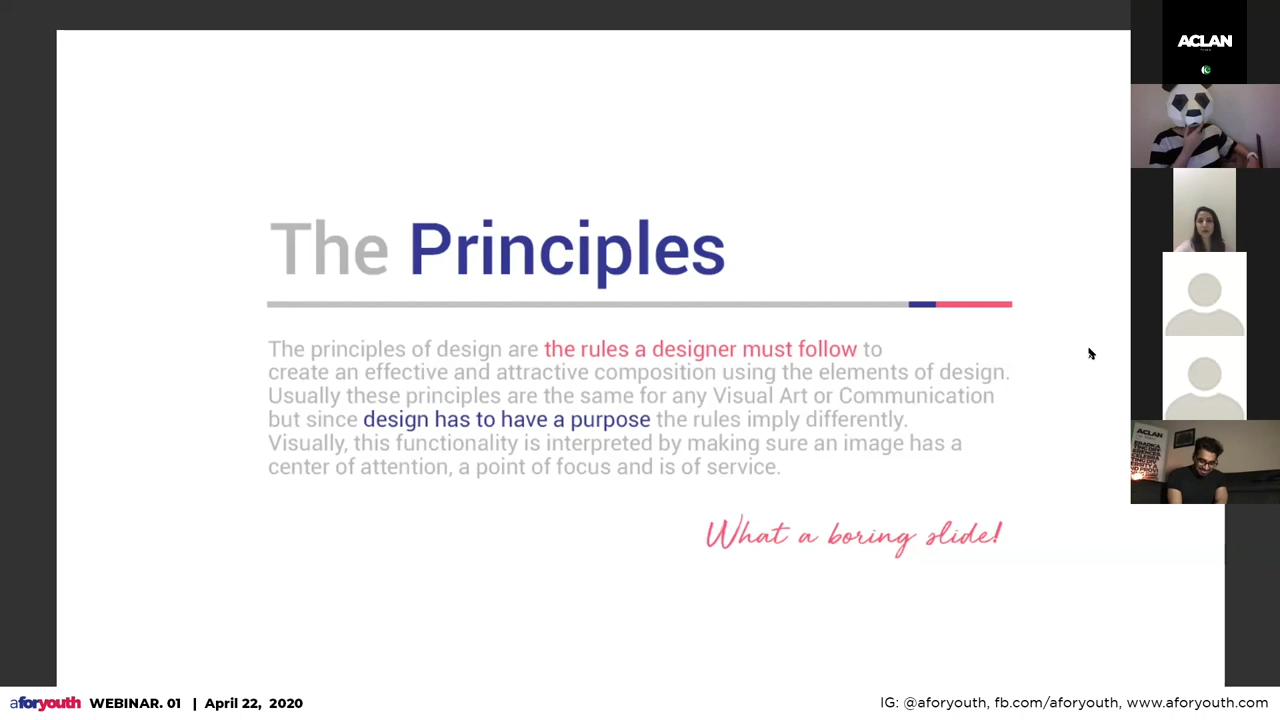 The Principles
The principles of design are the rules a designer must follow to
create an effective and attractive composition using the elements of design.
Usually these principles are the same for any Visual Art or Communication
but since design has to have a purpose the rules imply differently.
Visually, this functionality is interpreted by making sure an image has a
center of attention, a point of focus and is of service.
What a boring slide!
ACLAN
ACLAN
aforyouth WEBINAR. 01 | April 22, 2020
IG: @aforyouth, fb.com/aforyouth, www.aforyouth.com